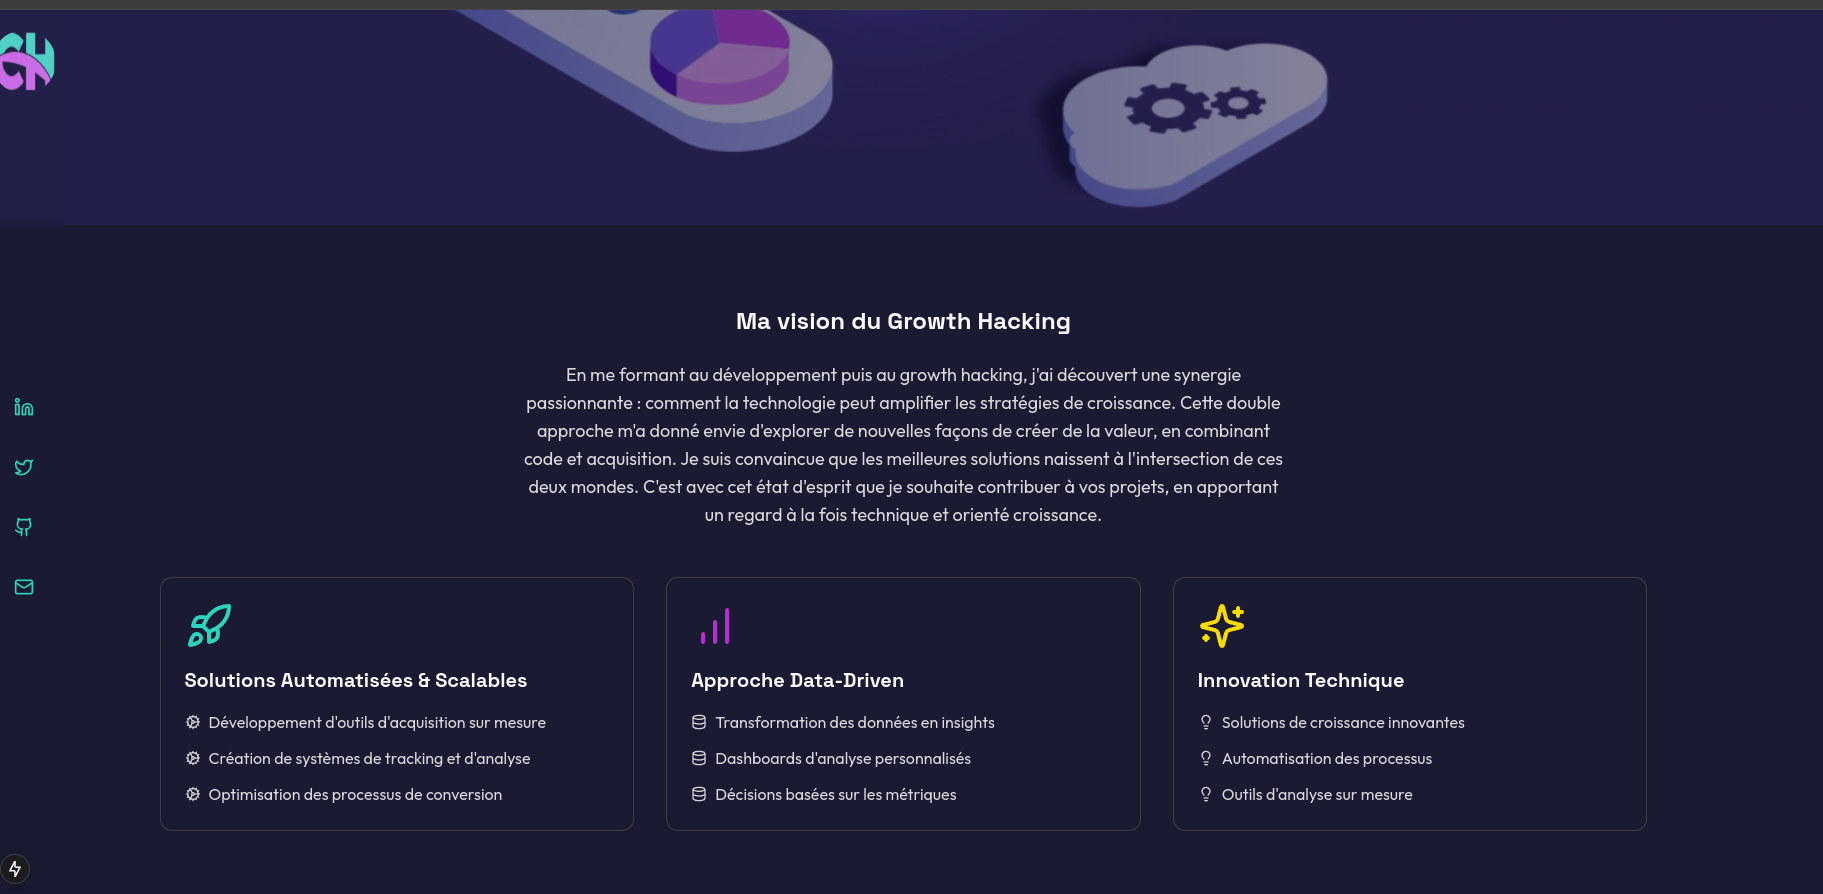 Ma vision du Growth Hacking
En me formant au développement puis au growth hacking, j'ai découvert une synergie
passionnante : comment la technologie peut amplifier les stratégies de croissance. Cette double
approche m'a donné envie d'explorer de nouvelles façons de créer de la valeur, en combinant
code et acquisition. Je suis convaincue que les meilleures solutions naissent à l'intersection de ces
deux mondes. C'est avec cet état d'esprit que je souhaite contribuer à vos projets, en apportant
un regard à la fois technique et orienté croissance.
Solutions Automatisées & Scalables
Développement d'outils d'acquisition sur mesure
Création de systèmes de tracking et d'analyse
Optimisation des processus de conversion
Approche Data-Driven
Transformation des données en insights
Dashboards d'analyse personnalisés
Décisions basées sur les métriques
Innovation Technique
Solutions de croissance innovantes
Automatisation des processus
Outils d'analyse sur mesure